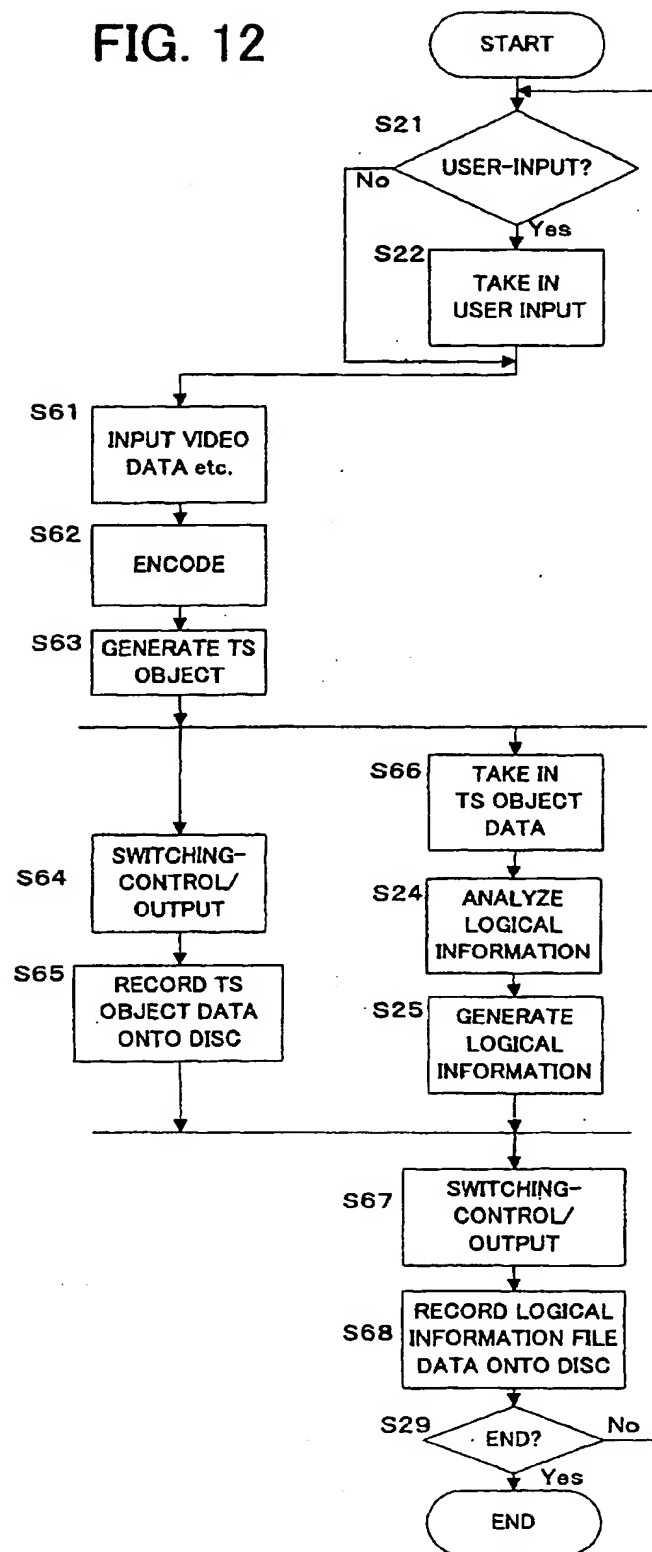 FIG. 12
START
S21
USER-INPUT?
No
Yes
S22
TAKE IN
USER INPUT
S61
INPUT VIDEO
DATA etc.
S62
ENCODE
S63
GENERATE TS
OBJECT
S66
TAKE IN
TS OBJECT
DATA
S64
SWITCHING-
CONTROL/
OUTPUT
S24
ANALYZE
LOGICAL
INFORMATION
S65
RECORD TS
OBJECT DATA
ONTO DISC
S25
GENERATE
LOGICAL
INFORMATION
S67
SWITCHING-
CONTROL/
OUTPUT
S68
RECORD LOGICAL
INFORMATION FILE
DATA ONTO DISC
S29
END?
No
Yes
END